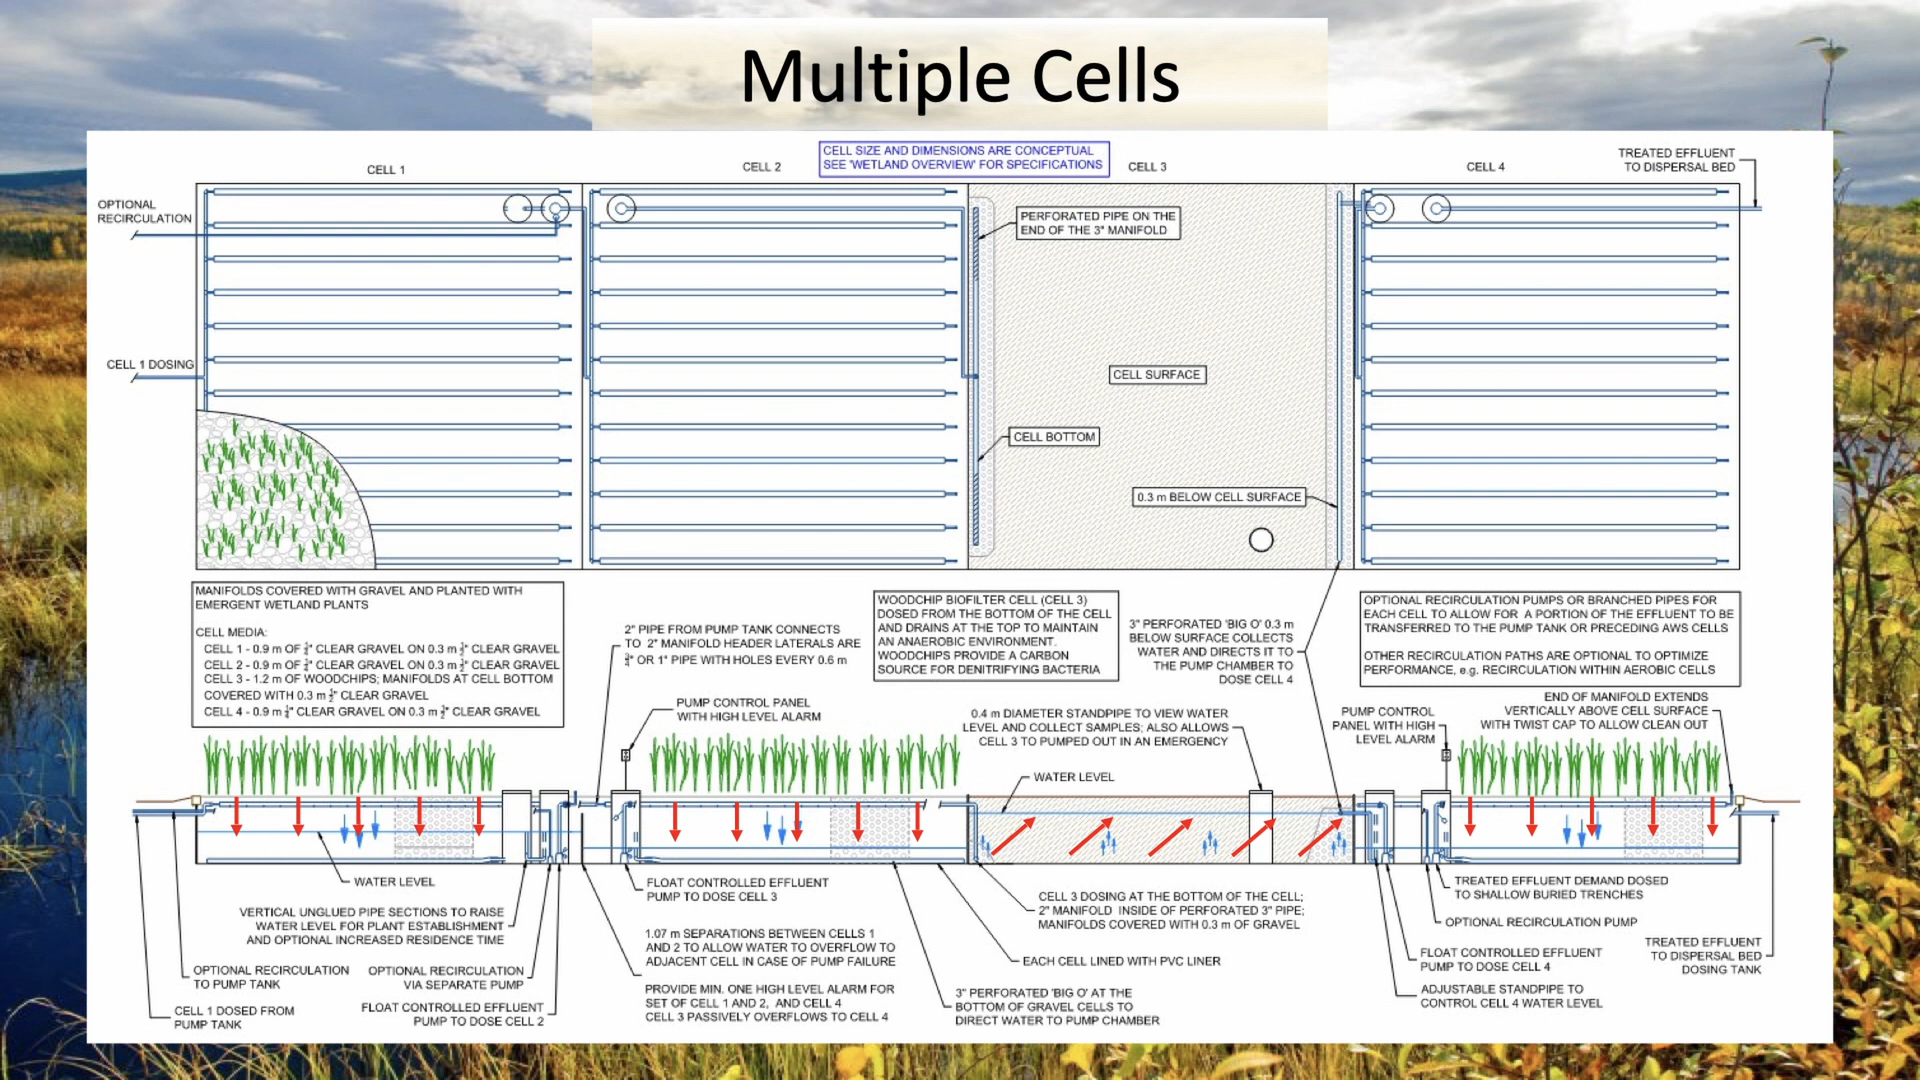 Multiple Cells
CELL SIZE AND DIMENSIONS ARE CONCEPTUAL
SEE 'WETLAND OVERVIEW' FOR SPECIFICATIONS
CELL 1
CELL 2
CELL 3
CELL 4
TREATED EFFLUENT
TO DISPERSAL BED
OPTIONAL
RECIRCULATION
PERFORATED PIPE ON THE
END OF THE 3" MANIFOLD
CELL 1 DOSING
CELL SURFACE
CELL BOTTOM
0.3 m BELOW CELL SURFACE
MANIFOLDS COVERED WITH GRAVEL AND PLANTED WITH
EMERGENT WETLAND PLANTS
CELL MEDIA:
CELL 1 - 0.9 m OF ¼" CLEAR GRAVEL ON 0.3 m ½" CLEAR GRAVEL
CELL 2 - 0.9 m OF ¼" CLEAR GRAVEL ON 0.3 m ½" CLEAR GRAVEL
CELL 3 - 1.2 m OF WOODCHIPS; MANIFOLDS AT CELL BOTTOM
COVERED WITH 0.3 m ½" CLEAR GRAVEL
CELL 4 - 0.9 m ¼" CLEAR GRAVEL ON 0.3 m ½" CLEAR GRAVEL
2" PIPE FROM PUMP TANK CONNECTS
TO 2" MANIFOLD HEADER LATERALS ARE
OR 1" PIPE WITH HOLES EVERY 0.6 m
WOODCHIP BIOFILTER CELL (CELL 3)
DOSED FROM THE BOTTOM OF THE CELL
AND DRAINS AT THE TOP TO MAINTAIN
AN ANAEROBIC ENVIRONMENT.
WOODCHIPS PROVIDE A CARBON
SOURCE FOR DENITRIFYING BACTERIA
3" PERFORATED 'BIG O' 0.3 m
BELOW SURFACE COLLECTS
WATER AND DIRECTS IT TO
THE PUMP CHAMBER TO
DOSE CELL 4
OPTIONAL RECIRCULATION PUMPS OR BRANCHED PIPES FOR
EACH CELL TO ALLOW FOR A PORTION OF THE EFFLUENT TO BE
TRANSFERRED TO THE PUMP TANK OR PRECEDING AWS CELLS
OTHER RECIRCULATION PATHS ARE OPTIONAL TO OPTIMIZE
PERFORMANCE, e.g. RECIRCULATION WITHIN AEROBIC CELLS
PUMP CONTROL PANEL
WITH HIGH LEVEL ALARM
0.4 m DIAMETER STANDPIPE TO VIEW WATER
LEVEL AND COLLECT SAMPLES; ALSO ALLOWS
CELL 3 TO PUMPED OUT IN AN EMERGENCY
PUMP CONTROL
PANEL WITH HIGH
LEVEL ALARM
END OF MANIFOLD EXTENDS
VERTICALLY ABOVE CELL SURFACE
WITH TWIST CAP TO ALLOW CLEAN OUT
WATER LEVEL
WATER LEVEL
VERTICAL UNGLUED PIPE SECTIONS TO RAISE
WATER LEVEL FOR PLANT ESTABLISHMENT
AND OPTIONAL INCREASED RESIDENCE TIME
OPTIONAL RECIRCULATION
TO PUMP TANK
CELL 1 DOSED FROM
PUMP TANK
OPTIONAL RECIRCULATION
VIA SEPARATE PUMP
FLOAT CONTROLLED EFFLUENT
PUMP TO DOSE CELL 2
FLOAT CONTROLLED EFFLUENT
PUMP TO DOSE CELL 3
1.07 m SEPARATIONS BETWEEN CELLS 1
AND 2 TO ALLOW WATER TO OVERFLOW TO
ADJACENT CELL IN CASE OF PUMP FAILURE
PROVIDE MIN. ONE HIGH LEVEL ALARM FOR
SET OF CELL 1 AND 2, AND CELL 4
CELL 3 PASSIVELY OVERFLOWS TO CELL 4
CELL 3 DOSING AT THE BOTTOM OF THE CELL;
2" MANIFOLD INSIDE OF PERFORATED 3" PIPE;
MANIFOLDS COVERED WITH 0.3 m OF GRAVEL
EACH CELL LINED WITH PVC LINER
3" PERFORATED 'BIG O' AT THE
BOTTOM OF GRAVEL CELLS TO
DIRECT WATER TO PUMP CHAMBER
TREATED EFFLUENT DEMAND DOSED
TO SHALLOW BURIED TRENCHES
OPTIONAL RECIRCULATION PUMP
FLOAT CONTROLLED EFFLUENT
PUMP TO DOSE CELL 4
ADJUSTABLE STANDPIPE TO
CONTROL CELL 4 WATER LEVEL
TREATED EFFLUENT
TO DISPERSAL BED
DOSING TANK